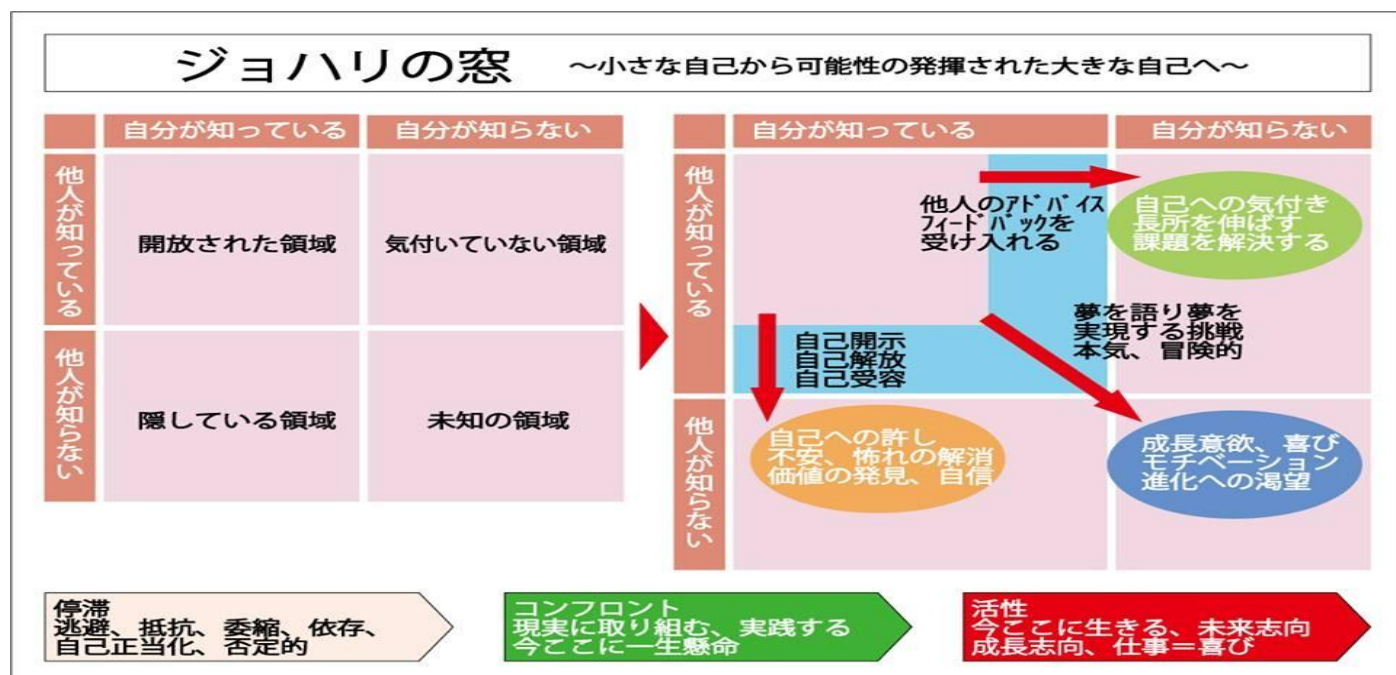 ジョハリの窓 ～小さな自己から可能性の発揮された大きな自己へ～
自分が知っている
自分が知らない
他人が知っている
開放された領域
気付いていない領域
他人が知らない
隠している領域
未知の領域
自分が知っている
自分が知らない
他人が知っている
他人のｱﾄﾞﾊﾞｲｽ
ﾌｨｰﾄﾞﾊﾞｯｸを
受け入れる
自己への気付き
長所を伸ばす
課題を解決する
自己開示
自己解放
自己受容
夢を語り夢を
実現する挑戦
本気、冒険的
他人が知らない
自己への許し
不安、怖れの解消
価値の発見、自信
成長意欲、喜び
モチベーション
進化への渇望
停滞
逃避、抵抗、委縮、依存、
自己正当化、否定的
コンフロント
現実に取り組む、実践する
今ここに一生懸命
活性
今ここに生きる、未来志向
成長志向、仕事＝喜び